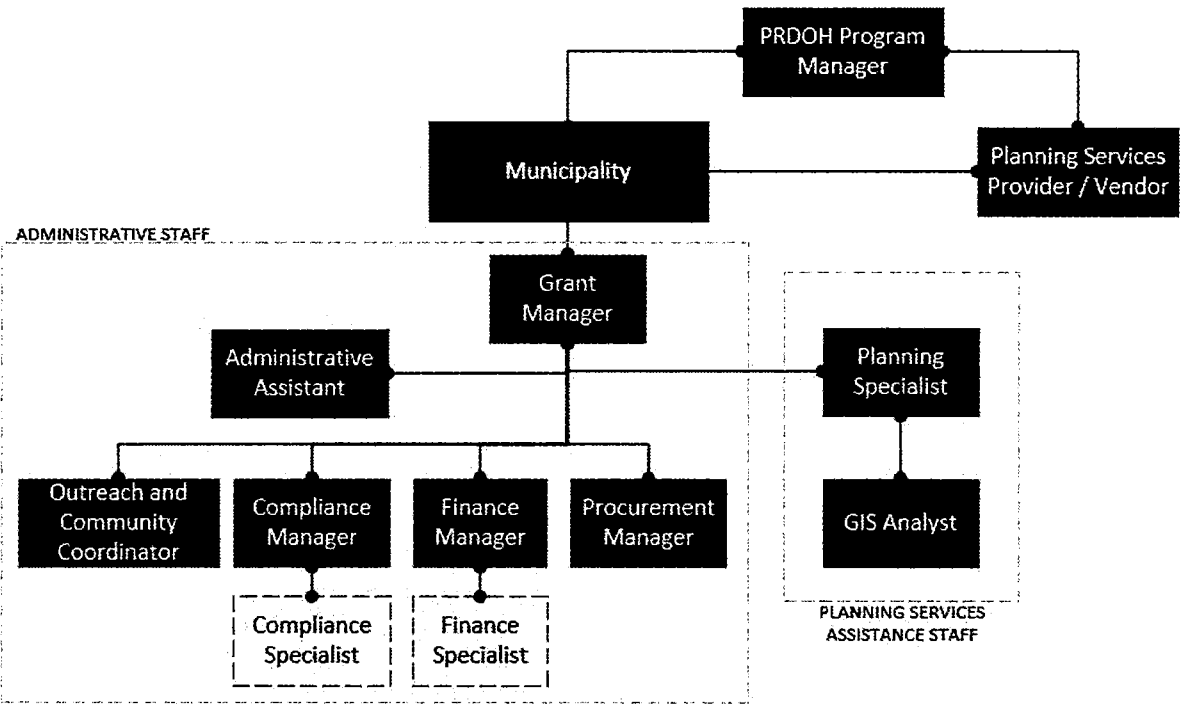 PRDOH Program
Manager
Municipality
Planning Services
Provider / Vendor
ADMINISTRATIVE STAFF
Grant
Manager
Administrative
Assistant
Planning
Specialist
Outreach and
Community
Coordinator
Compliance
Manager
Finance
Manager
Procurement
Manager
GIS Analyst
Compliance
Specialist
Finance
Specialist
PLANNING SERVICES
ASSISTANCE STAFF